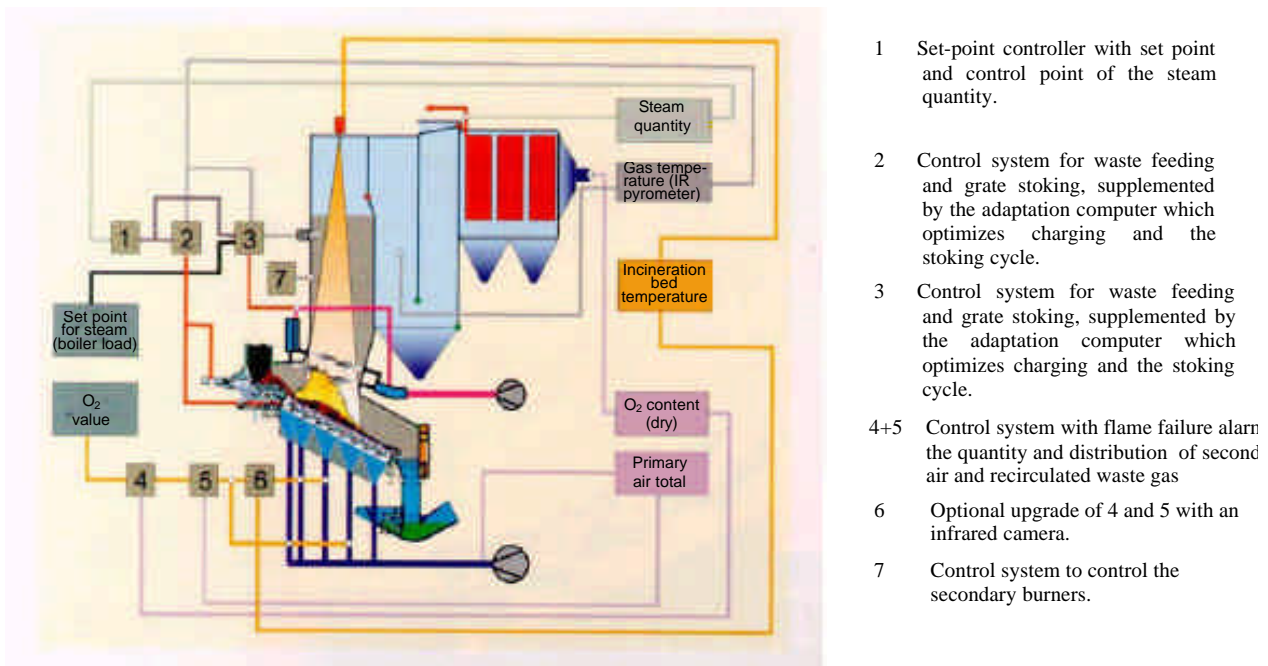 Steam
quantity
Gas tempe-
rature (IR
pyrometer)
1
2
3
7
Incineration
bed
temperature
Set point
for steam
(boiler load)
O₂
value
O₂ content
(dry)
Primary
air total
4
5
6
1 Set-point controller with set point
and control point of the steam
quantity.
2 Control system for waste feeding
and grate stoking, supplemented
by the adaptation computer which
optimizes charging and the
stoking cycle.
3 Control system for waste feeding
and grate stoking, supplemented by
the adaptation computer which
optimizes charging and the stoking
cycle.
4+5 Control system with flame failure alarm
the quantity and distribution of second
air and recirculated waste gas
6 Optional upgrade of 4 and 5 with an
infrared camera.
7 Control system to control the
secondary burners.